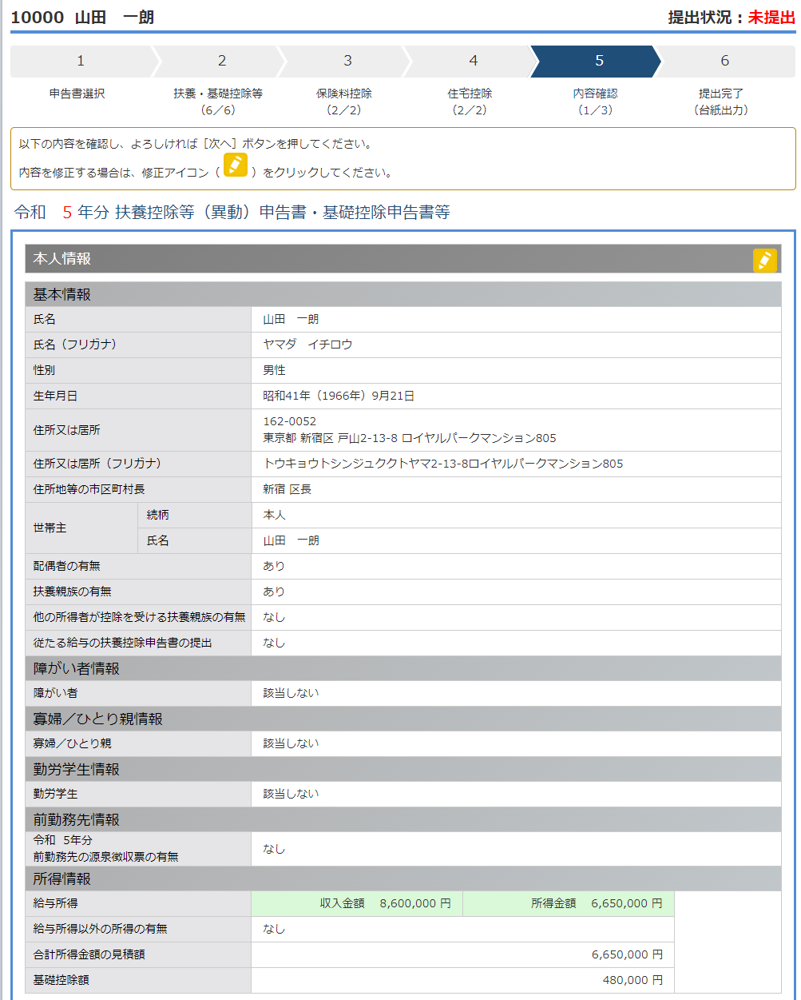 10000 山田　一朗
提出状況：未提出
1 2 3 4 5 6
申告書選択 扶養・基礎控除等 保険料控除 住宅控除 内容確認 提出完了
（6／6） （2／2） （2／2） （1／3） （台紙出力）
以下の内容を確認し、よろしければ［次へ］ボタンを押してください。
内容を修正する場合は、修正アイコン（ ）をクリックしてください。
令和　5 年分 扶養控除等（異動）申告書・基礎控除申告書等
本人情報
基本情報
氏名 山田　一朗
氏名（フリガナ） ヤマダ　イチロウ
性別 男性
生年月日 昭和41年（1966年）9月21日
住所又は居所 162-0052
東京都 新宿区 戸山2-13-8 ロイヤルパークマンション805
住所又は居所（フリガナ） トウキョウトシンジュククトヤマ2-13-8ロイヤルパークマンション805
住所地等の市区町村長 新宿 区長
世帯主 続柄 本人
氏名 山田　一朗
配偶者の有無 あり
扶養親族の有無 あり
他の所得者が控除を受ける扶養親族の有無 なし
従たる給与の扶養控除申告書の提出 なし
障がい者情報
障がい者 該当しない
寡婦／ひとり親情報
寡婦／ひとり親 該当しない
勤労学生情報
勤労学生 該当しない
前勤務先情報
令和 5年分
前勤務先の源泉徴収票の有無 なし
所得情報
給与所得 収入金額 8,600,000 円 所得金額 6,650,000 円
給与所得以外の所得の有無 なし
合計所得金額の見積額 6,650,000 円
基礎控除額 480,000 円